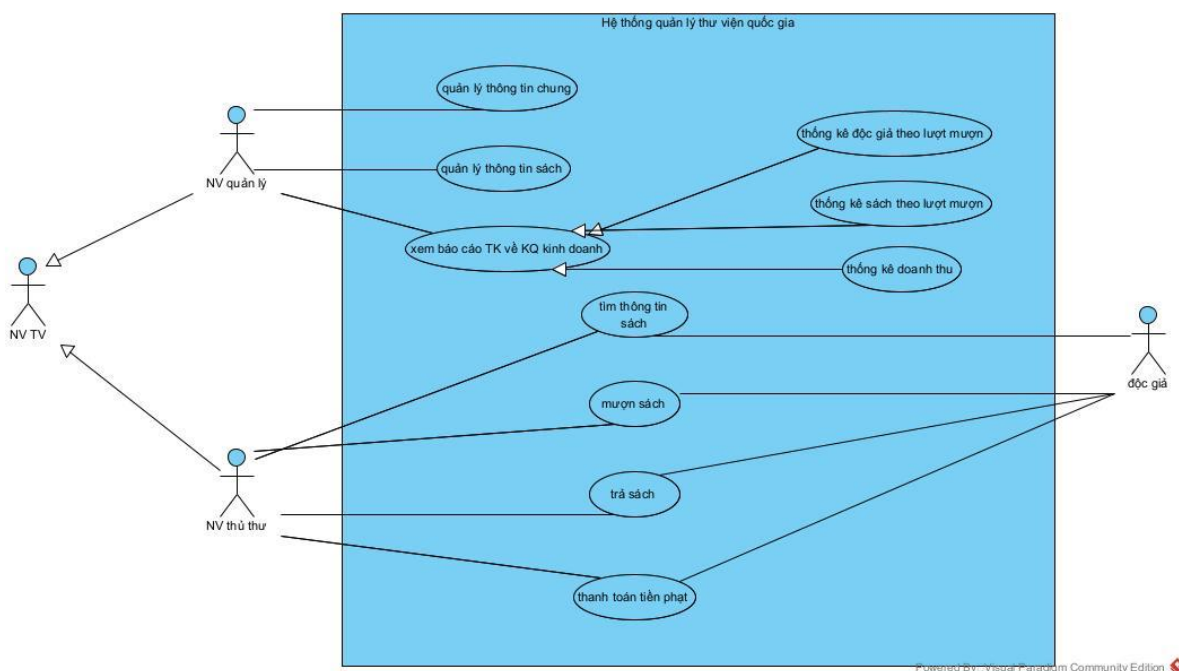 Hệ thống quản lý thư viện quốc gia
quản lý thông tin chung
thống kê độc giả theo lượt mượn
quản lý thông tin sách
NV quản lý
thống kê sách theo lượt mượn
xem báo cáo TK về KQ kinh doanh
thống kê doanh thu
tìm thông tin
sách
NV TV
độc giả
mượn sách
trả sách
NV thủ thư
thanh toán tiền phạt
Powered By: Visual Paradigm Community Edition